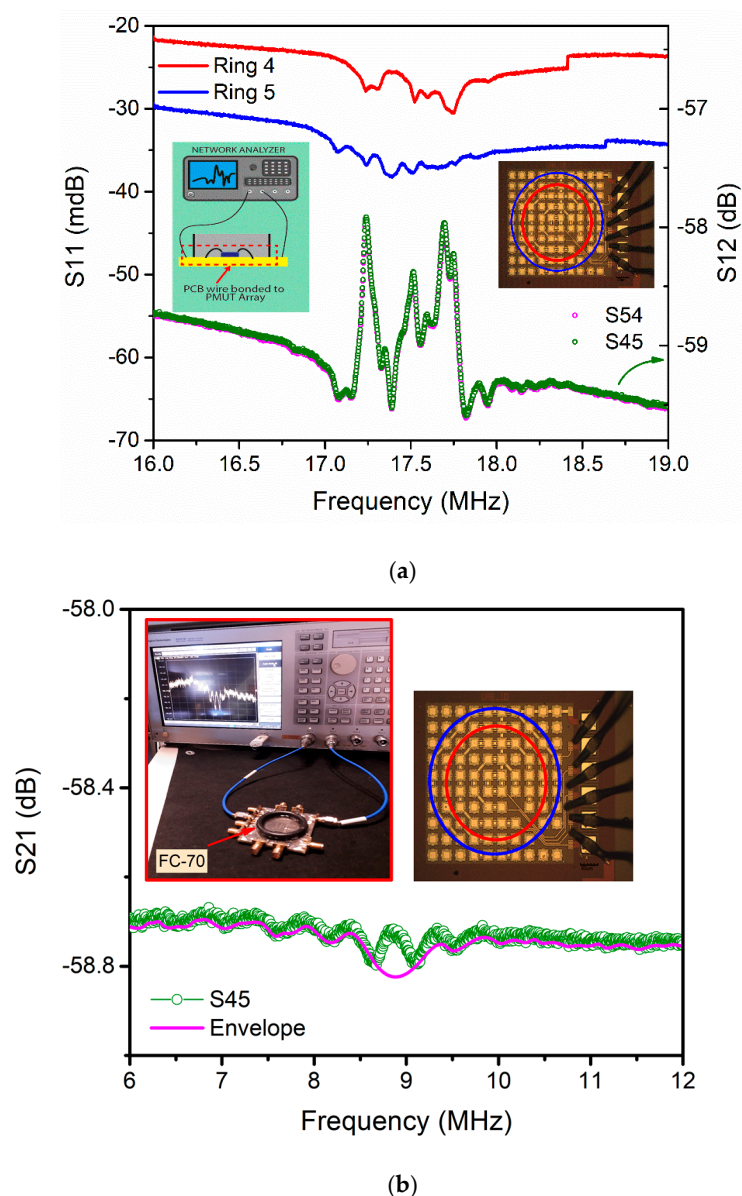 -20
Ring 4
Ring 5
-30
-40
-50
-60
-70
S11 (mdB)
NETWORK ANALYZER
PCB wire bonded to
PMUT Array
S54
S45
-56
-57
-58
-59
S12 (dB)
16.0 16.5 17.0 17.5 18.0 18.5 19.0
Frequency (MHz)
(a)
-58.0
-58.4
-58.8
S21 (dB)
FC-70
S45
Envelope
6 7 8 9 10 11 12
Frequency (MHz)
(b)